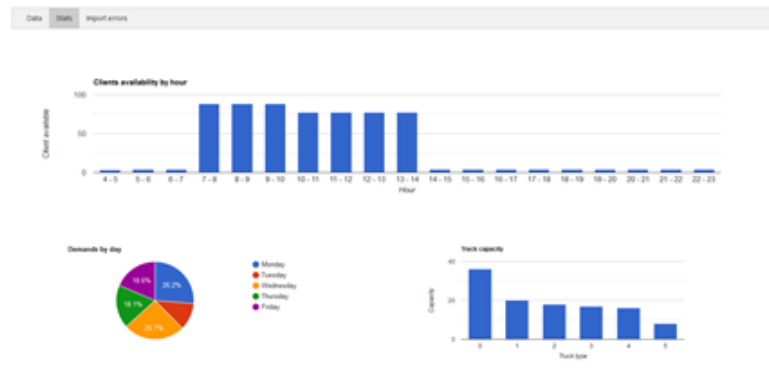 Data Stats Import errors
Clients availability by hour
Client available
100
50
0
4 - 5 5 - 6 6 - 7 7 - 8 8 - 9 9 - 10 10 - 11 11 - 12 12 - 13 13 - 14 14 - 15 15 - 16 16 - 17 17 - 18 18 - 19 19 - 20 20 - 21 21 - 22 22 - 23
Hour
Demands by day
18.6%
26.2%
18.1%
25.7%
Monday
Tuesday
Wednesday
Thursday
Friday
Truck capacity
Capacity
40
20
0
0 1 2 3 4 5
Truck type